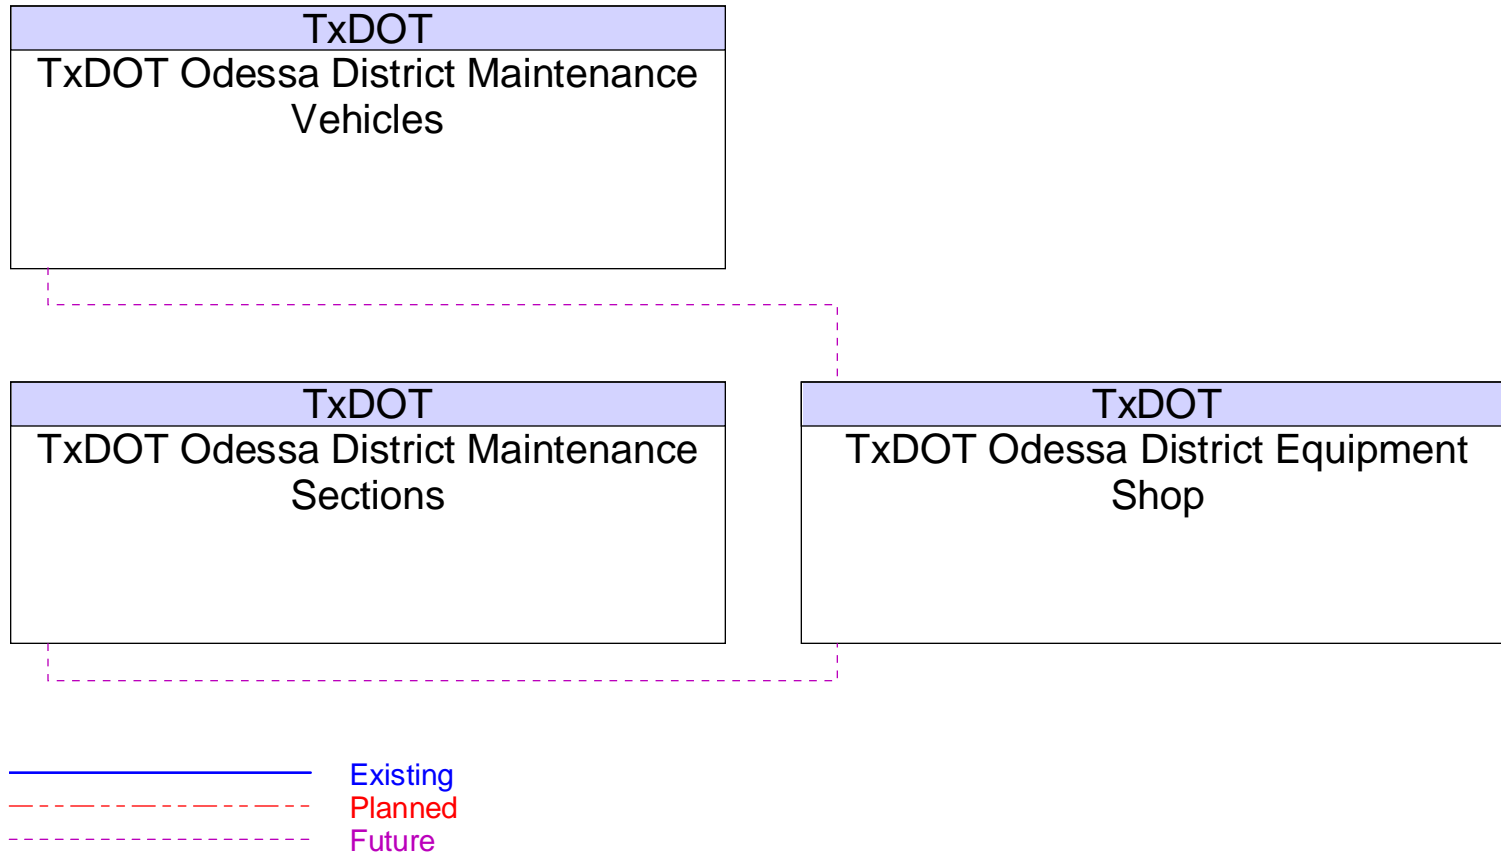 TxDOT
TxDOT Odessa District Maintenance
Vehicles
TxDOT
TxDOT Odessa District Maintenance
Sections
TxDOT
TxDOT Odessa District Equipment
Shop
Existing
Planned
Future